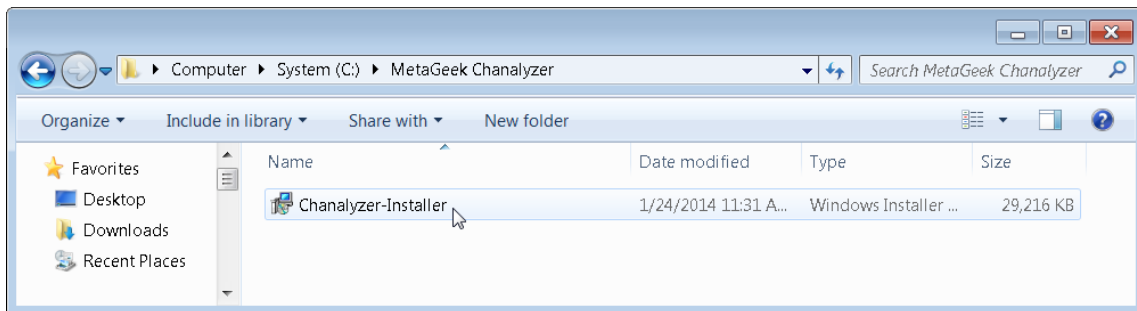 Computer ▸ System (C:) ▸ MetaGeek Chanalyzer Search MetaGeek Chanalyzer
Organize Include in library Share with New folder
Name Date modified Type Size
Favorites
Chanalyzer-Installer 1/24/2014 11:31 A... Windows Installer ... 29,216 KB
Desktop
Downloads
Recent Places